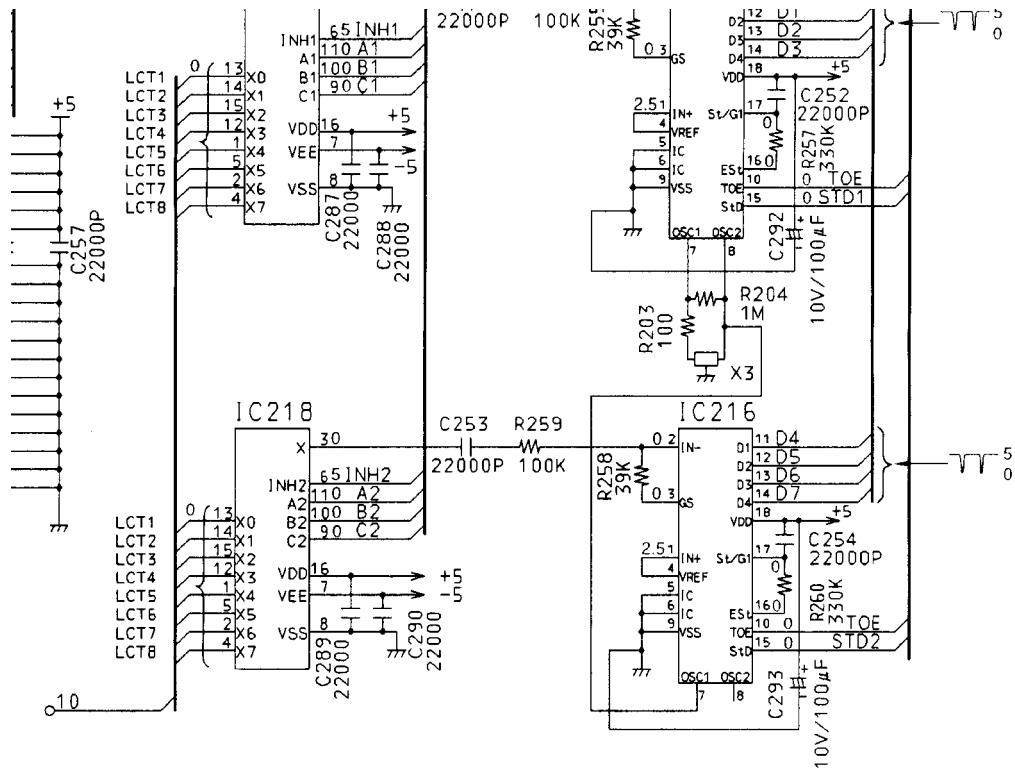 22000P 100K
R255
39K
12 D1
D2 13 D2
D3 14 D3
D4
5
0
65 INH1
INH1
110 A1
A1
100 B1
B1
90 C1
C1
0 3 GS
18
VDD +5
C252
22000P
0
LCT1 13 X0
LCT2 14 X1
LCT3 15 X2
LCT4 12 X3
LCT5 1 X4
LCT6 5 X5
LCT7 2 X6
LCT8 4 X7
+5
C257
22000P
VDD 16 +5
VEE 7 -5
VSS 8
C287
22000
C288
22000
2.5 1 IN+
4 VREF
5 IC
6 IC
9 VSS
St/G1 17
0
R257
330K
ESt 16 0
TOE 10 0 TOE
StD 15 0 STD1
OSC1 OSC2
7 8
C292
+
-
10V/100µF
R204
1M
R203
100
X3
IC218
X 30
C253
22000P
R259
100K
IC216
0 2 IN-
R258
39K
0 3 GS
D1 11 D4
D2 12 D5
D3 13 D6
D4 14 D7
5
0
18
VDD +5
INH2 65 INH2
A2 110 A2
B2 100 B2
C2 90 C2
0
LCT1 13 X0
LCT2 14 X1
LCT3 15 X2
LCT4 12 X3
LCT5 1 X4
LCT6 5 X5
LCT7 2 X6
LCT8 4 X7
VDD 16 +5
VEE 7 -5
VSS 8
C289
22000
C290
22000
C254
22000P
2.5 1 IN+
4 VREF
5 IC
6 IC
9 VSS
St/G1 17
0
R260
330K
ESt 16 0
TOE 10 0 TOE
StD 15 0 STD2
OSC1 OSC2
7 8
C293
+
-
10V/100µF
10